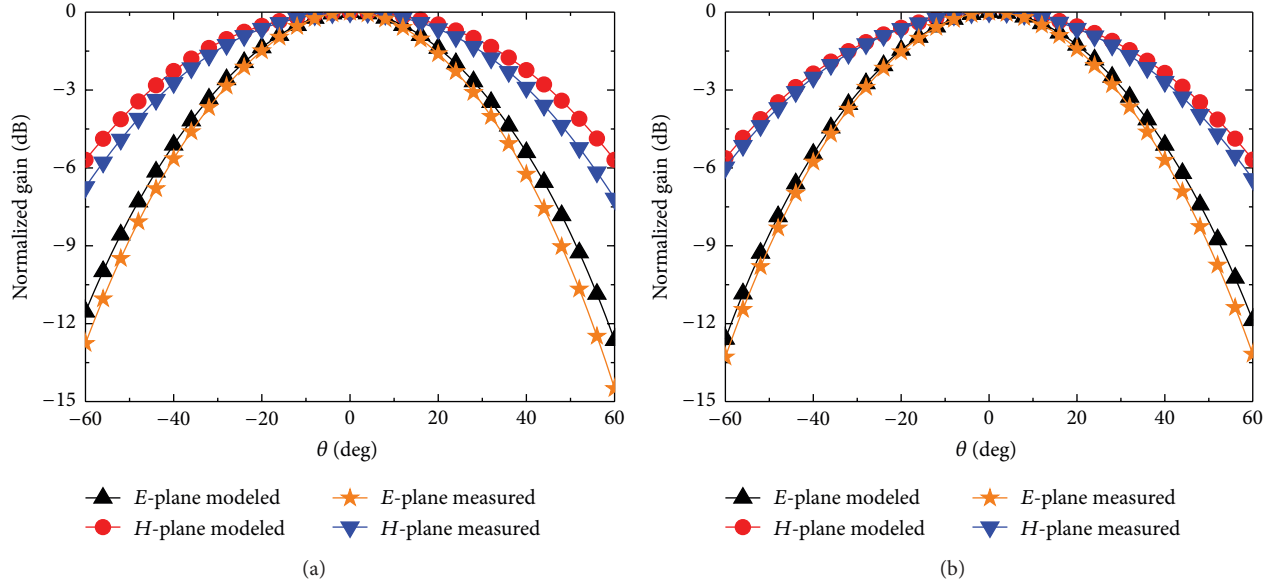 0
−3
−6
−9
−12
−15
Normalized gain (dB)
−60 −40 −20 0 20 40 60
θ (deg)
E-plane modeled
H-plane modeled
E-plane measured
H-plane measured
(a)
0
−3
−6
−9
−12
−15
Normalized gain (dB)
−60 −40 −20 0 20 40 60
θ (deg)
E-plane modeled
H-plane modeled
E-plane measured
H-plane measured
(b)